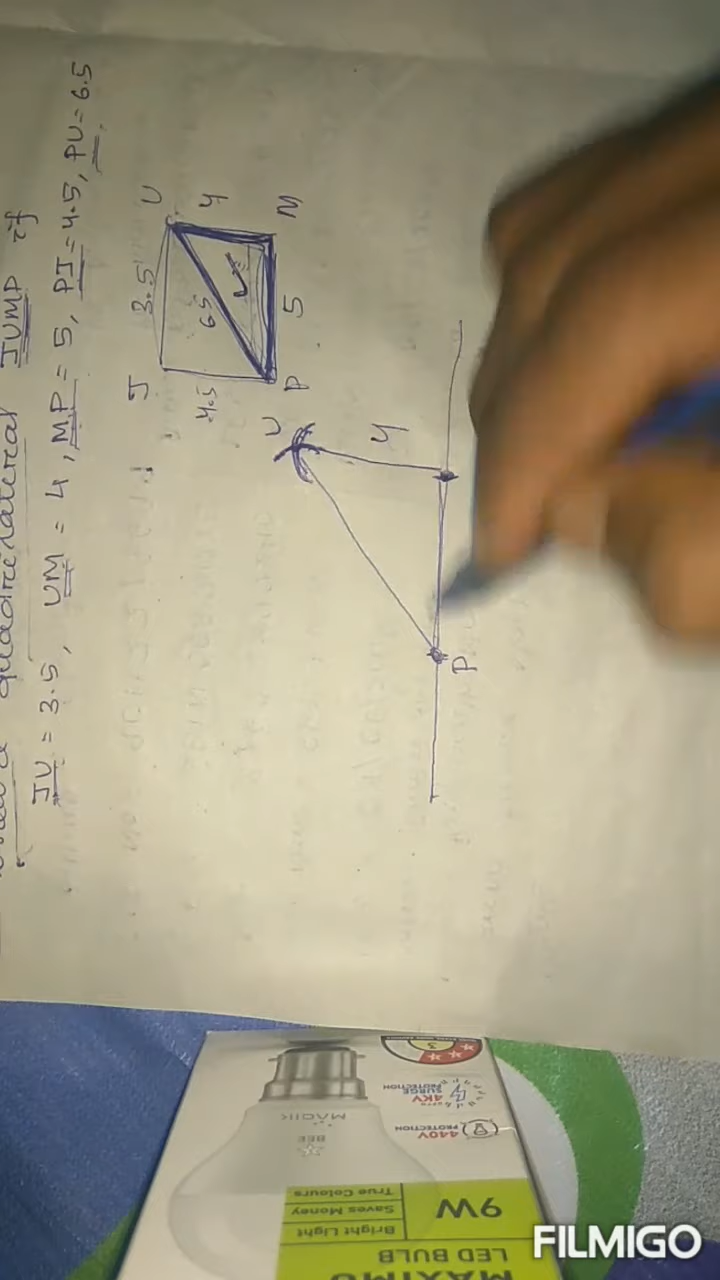 quadrilateral JUMP if
JU = 3.5, UM = 4, MP = 5, PJ = 4.5, PU = 6.5
J
3.5
U
4.5
6.5
4
P
5
M
U
4
P
3
440V
PROTECTION
4KV
SURGE
PROTECTION
MAGIK
BEE
9W
Bright Light
Saves Money
True Colours
LED BULB
FILMIGO